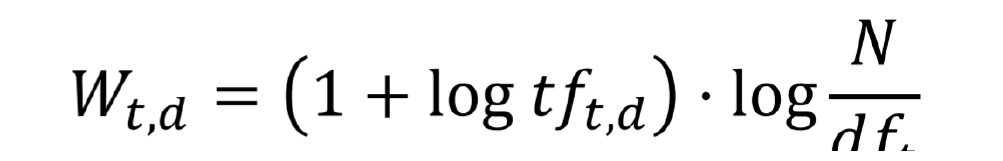 W_{t,d} = (1 + log tf_{t,d}) · log N/df_t